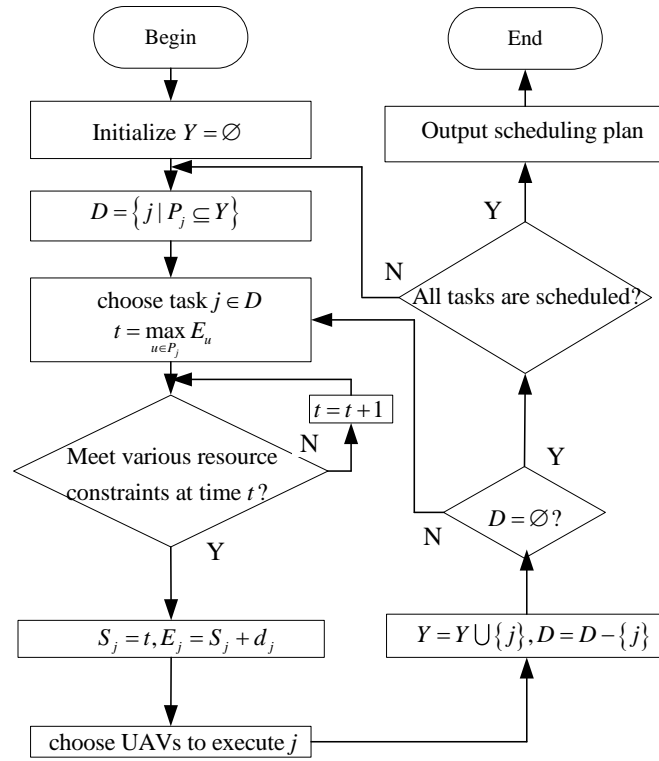 Begin
Initialize Y = ∅
D = {j | P_j ⊆ Y}
choose task j ∈ D
t = max E_u
u∈P_j
t = t + 1
N
Meet various resource
constraints at time t ?
Y
S_j = t, E_j = S_j + d_j
choose UAVs to execute j
Y = Y ∪ {j}, D = D − {j}
D = ∅?
N
Y
All tasks are scheduled?
N
Y
Output scheduling plan
End